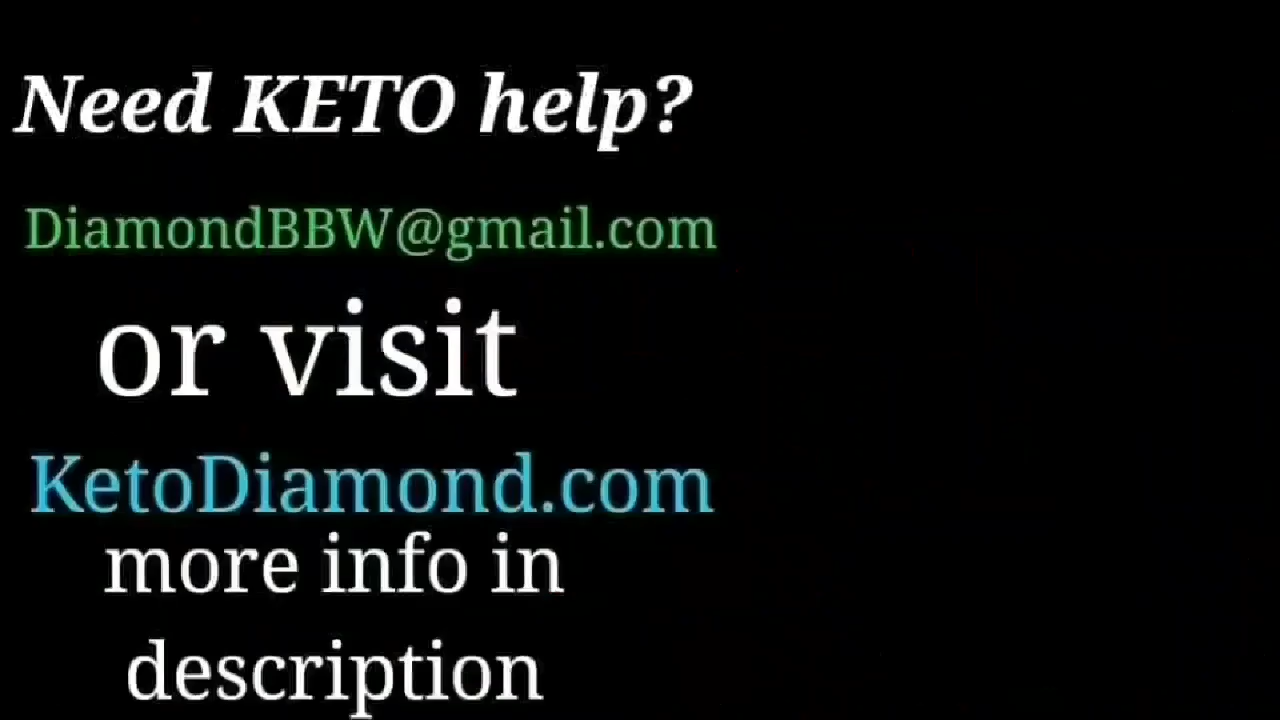 Need KETO help?
DiamondBBW@gmail.com
or visit
KetoDiamond.com
more info in
description